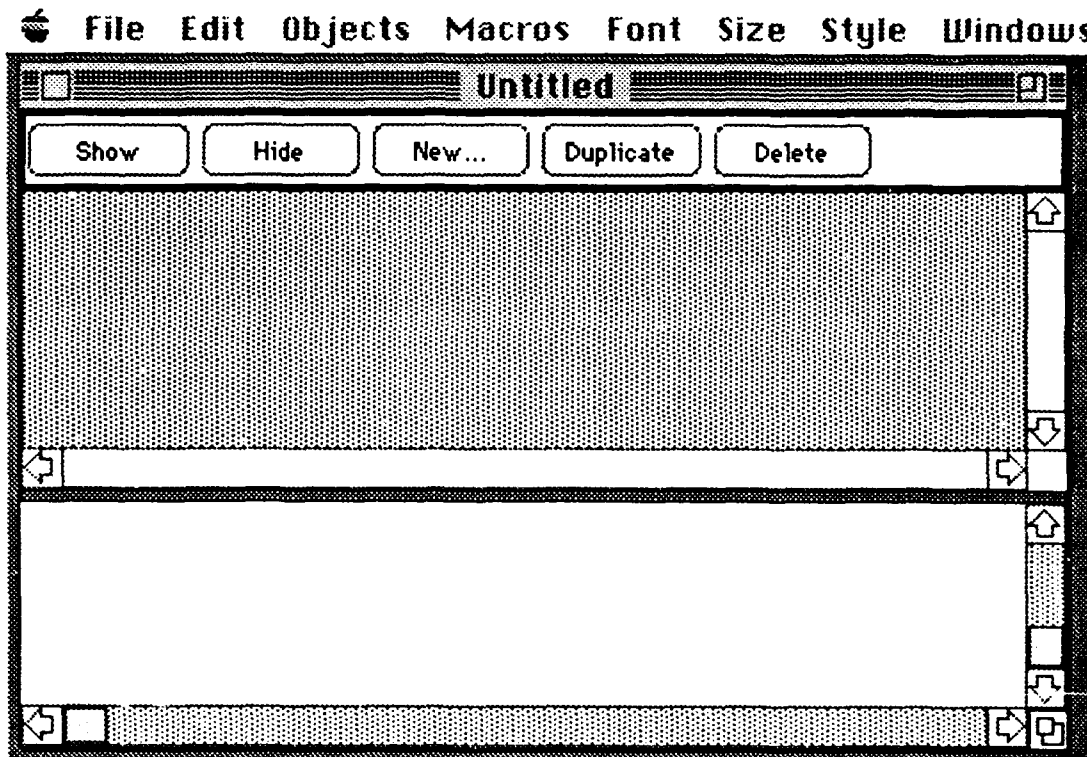 File Edit Objects Macros Font Size Style Windows
Untitled
Show Hide New... Duplicate Delete